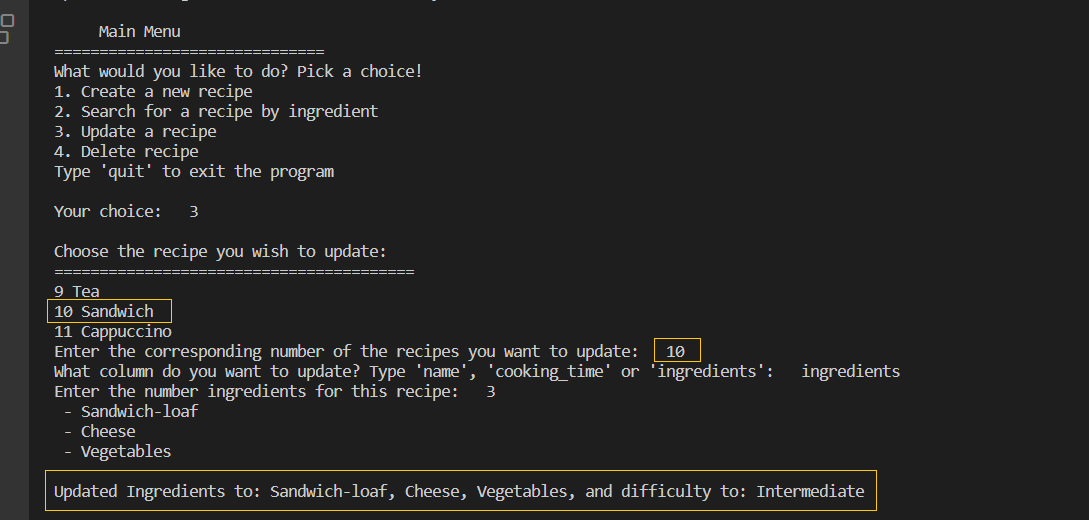 Main Menu
==============================
What would you like to do? Pick a choice!
1. Create a new recipe
2. Search for a recipe by ingredient
3. Update a recipe
4. Delete recipe
Type 'quit' to exit the program
Your choice:   3
Choose the recipe you wish to update:
========================================
9 Tea
10 Sandwich
11 Cappuccino
Enter the corresponding number of the recipes you want to update:   10
What column do you want to update? Type 'name', 'cooking_time' or 'ingredients':   ingredients
Enter the number ingredients for this recipe:   3
- Sandwich-loaf
- Cheese
- Vegetables
Updated Ingredients to: Sandwich-loaf, Cheese, Vegetables, and difficulty to: Intermediate